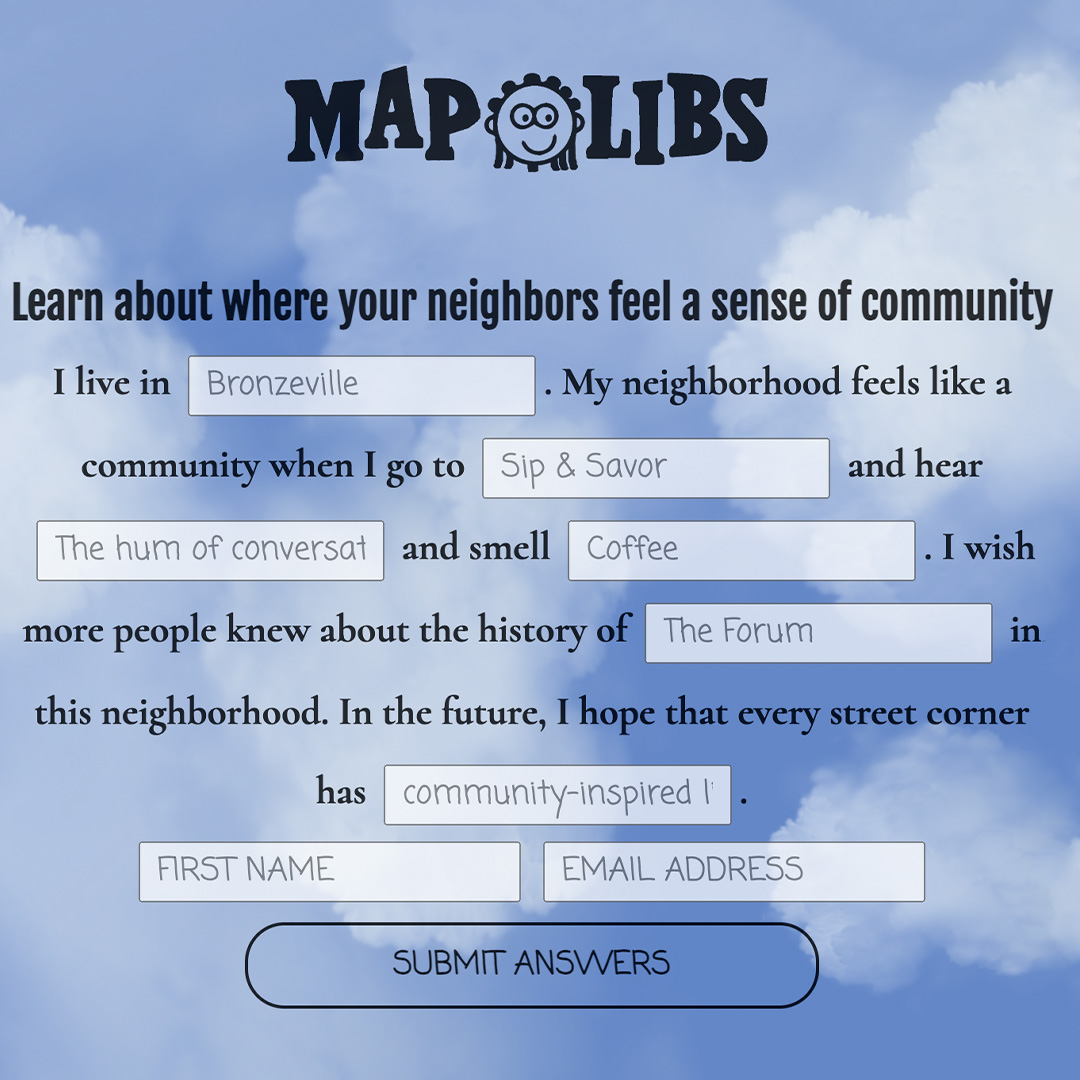 MAP LIBS
Learn about where your neighbors feel a sense of community
I live in Bronzeville . My neighborhood feels like a
community when I go to Sip & Savor and hear
The hum of conversat and smell Coffee . I wish
more people knew about the history of The Forum in
this neighborhood. In the future, I hope that every street corner
has community-inspired .
FIRST NAME EMAIL ADDRESS
SUBMIT ANSWERS